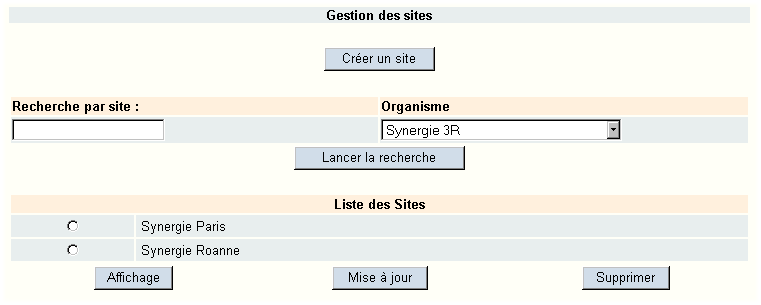 Gestion des sites
Créer un site
Recherche par site : Organisme
Synergie 3R
Lancer la recherche
Liste des Sites
Synergie Paris
Synergie Roanne
Affichage Mise à jour Supprimer